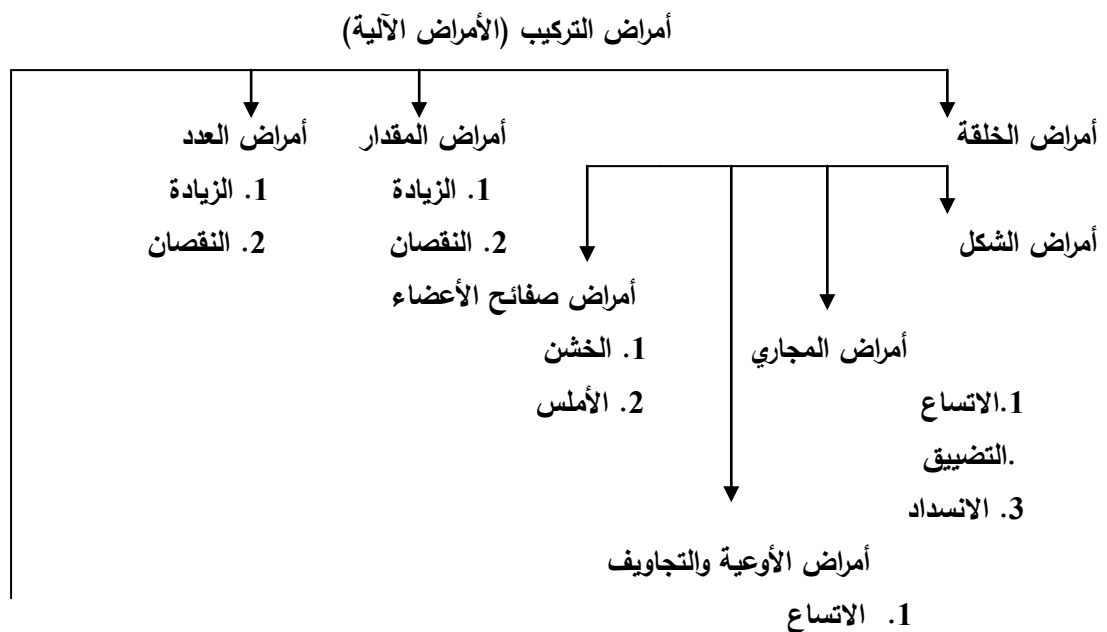 أمراض التركيب (الأمراض الآلية)
أمراض الخلقة
أمراض المقدار
أمراض العدد
1. الزيادة
1. الزيادة
2. النقصان
2. النقصان
أمراض الشكل
أمراض صفائح الأعضاء
1. الخشن
2. الأملس
أمراض المجاري
1.الاتساع
.التضييق
3. الانسداد
أمراض الأوعية والتجاويف
1. الاتساع